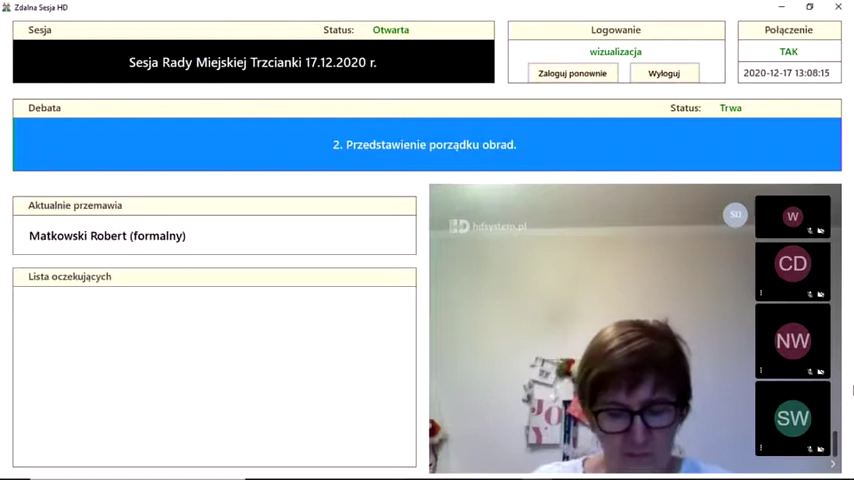 Zdalna Sesja HD
Sesja
Status: Otwarta
Sesja Rady Miejskiej Trzcianki 17.12.2020 r.
Logowanie
wizualizacja
Zaloguj ponownie
Wyloguj
Połączenie
TAK
2020-12-17 13:08:15
Debata
Status: Trwa
2. Przedstawienie porządku obrad.
Aktualnie przemawia
Matkowski Robert (formalny)
Lista oczekujących
HD hdsystem.pl
SD
W
CD
NW
SW
JO
Y